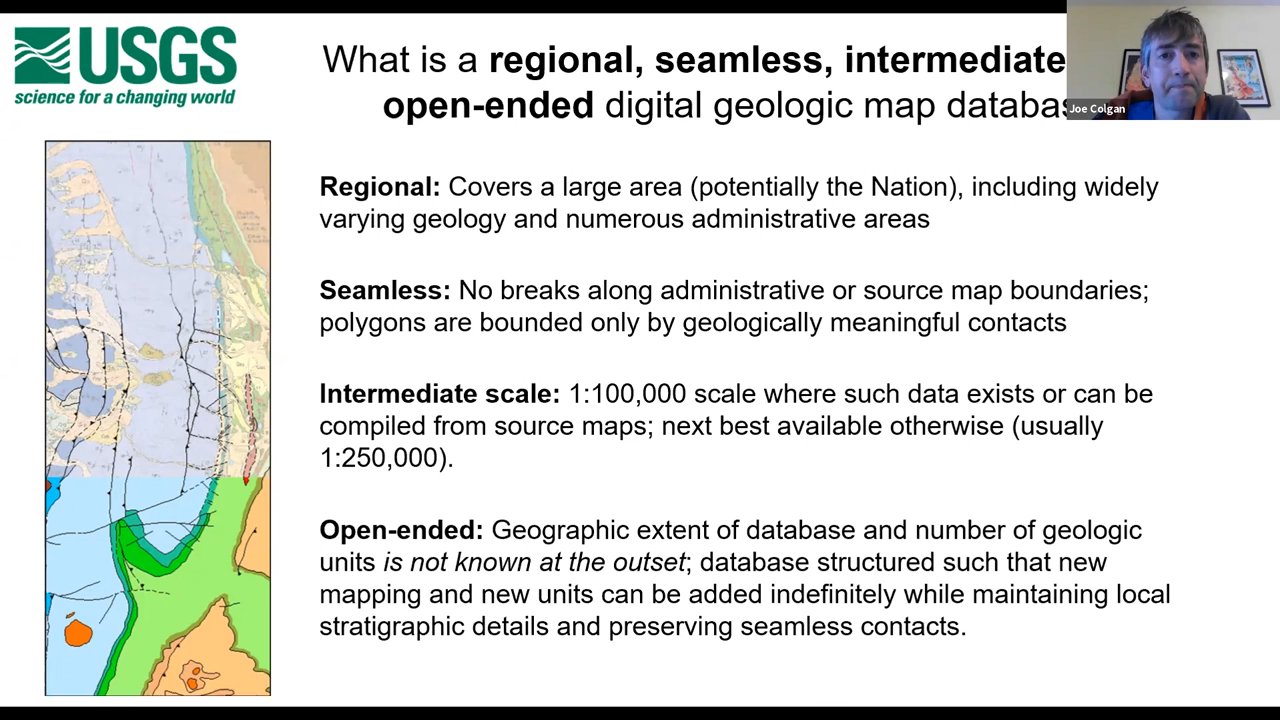 USGS
science for a changing world
What is a regional, seamless, intermediate
open-ended digital geologic map databas
Joe Colgan
Regional: Covers a large area (potentially the Nation), including widely
varying geology and numerous administrative areas
Seamless: No breaks along administrative or source map boundaries;
polygons are bounded only by geologically meaningful contacts
Intermediate scale: 1:100,000 scale where such data exists or can be
compiled from source maps; next best available otherwise (usually
1:250,000).
Open-ended: Geographic extent of database and number of geologic
units is not known at the outset; database structured such that new
mapping and new units can be added indefinitely while maintaining local
stratigraphic details and preserving seamless contacts.